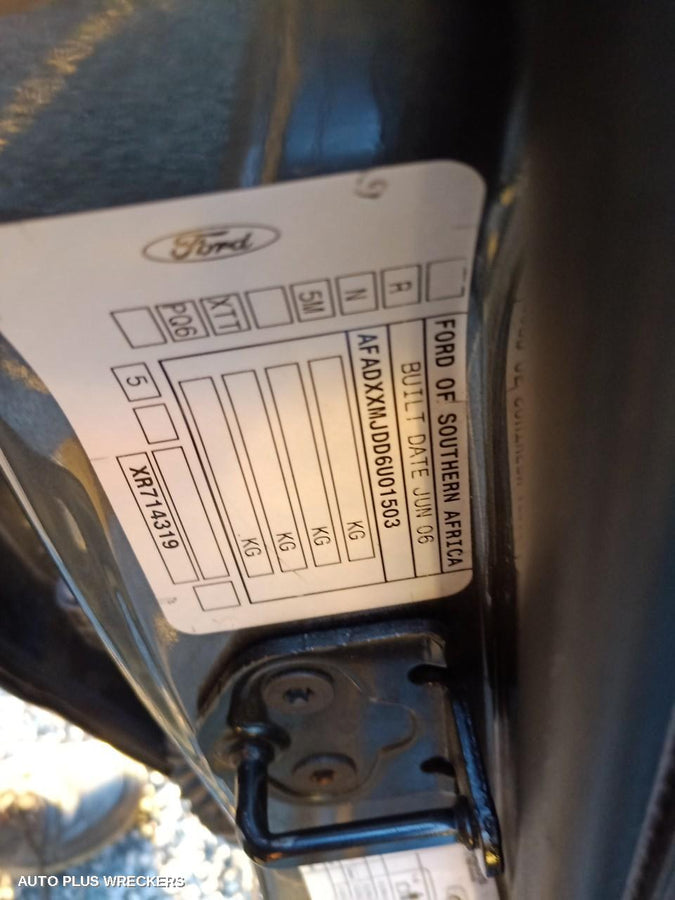 Ford
FORD OF SOUTHERN AFRICA
BUILT DATE JUN 06
AFADXXMJDD6U01503
KG
KG
KG
KG
R
N
5M
XTT
PQ6
5
XR714319
AUTO PLUS WRECKERS